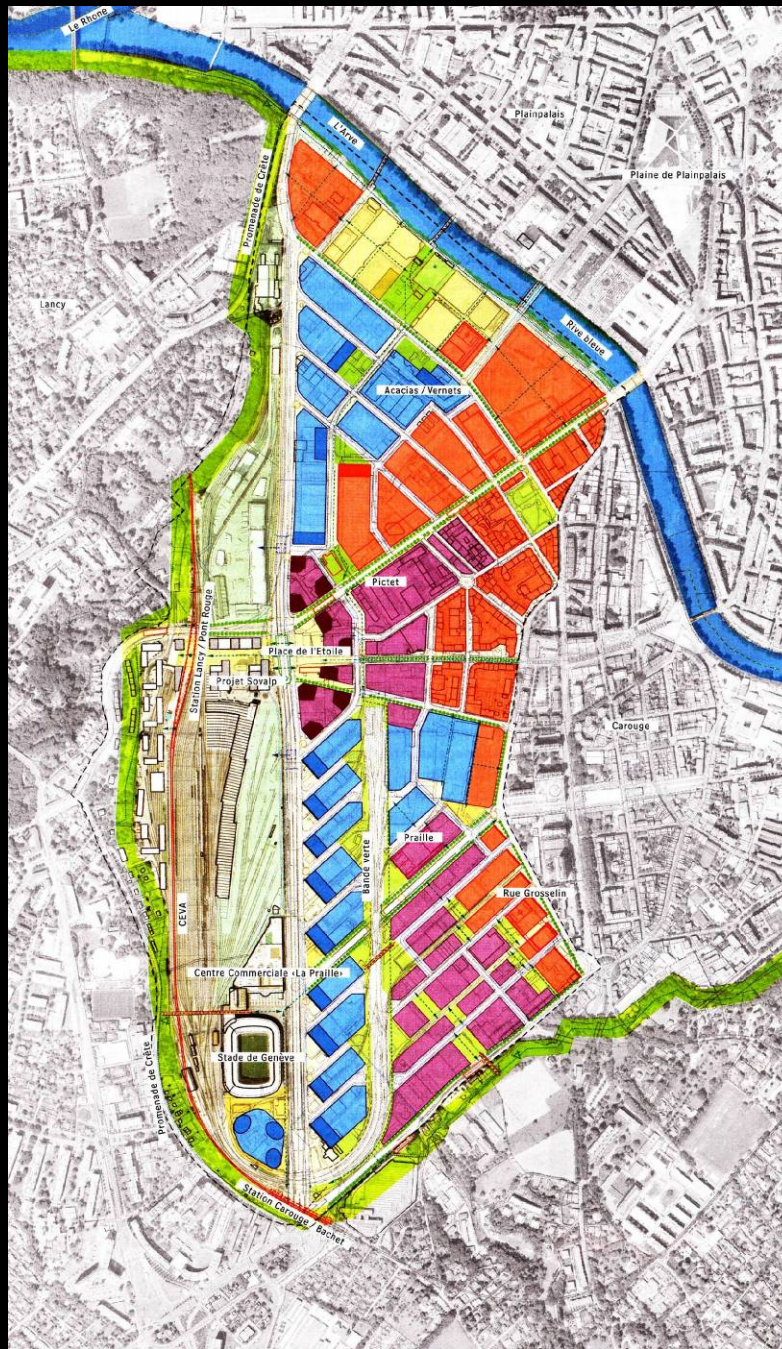 Le Rhone
L'Arve
Plainpalais
Plaine de Plainpalais
Promenade de Crête
Lancy
Rive bleue
Acacias / Vernets
Pictet
Station Lancy / Pont Rouge
Place de l'Etoile
Projet Sovalp
Carouge
Bande verte
Praille
Rue Grosselin
CEVA
Centre Commerciale «La Praille»
Stade de Genève
Promenade de Crête
Station Carouge / Bachet